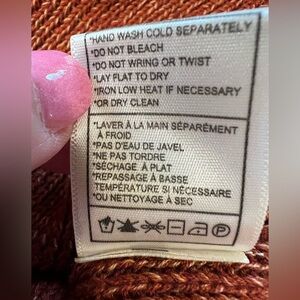 *HAND WASH COLD SEPARATELY
*DO NOT BLEACH
*DO NOT WRING OR TWIST
*LAY FLAT TO DRY
*IRON LOW HEAT IF NECESSARY
*OR DRY CLEAN
*LAVER À LA MAIN SÉPARÉMENT
À FROID
*PAS D'EAU DE JAVEL
*NE PAS TORDRE
*SÉCHAGE À PLAT
*REPASSAGE À BASSE
TEMPÉRATURE SI NÉCESSAIRE
*OU NETTOYAGE À SEC
P